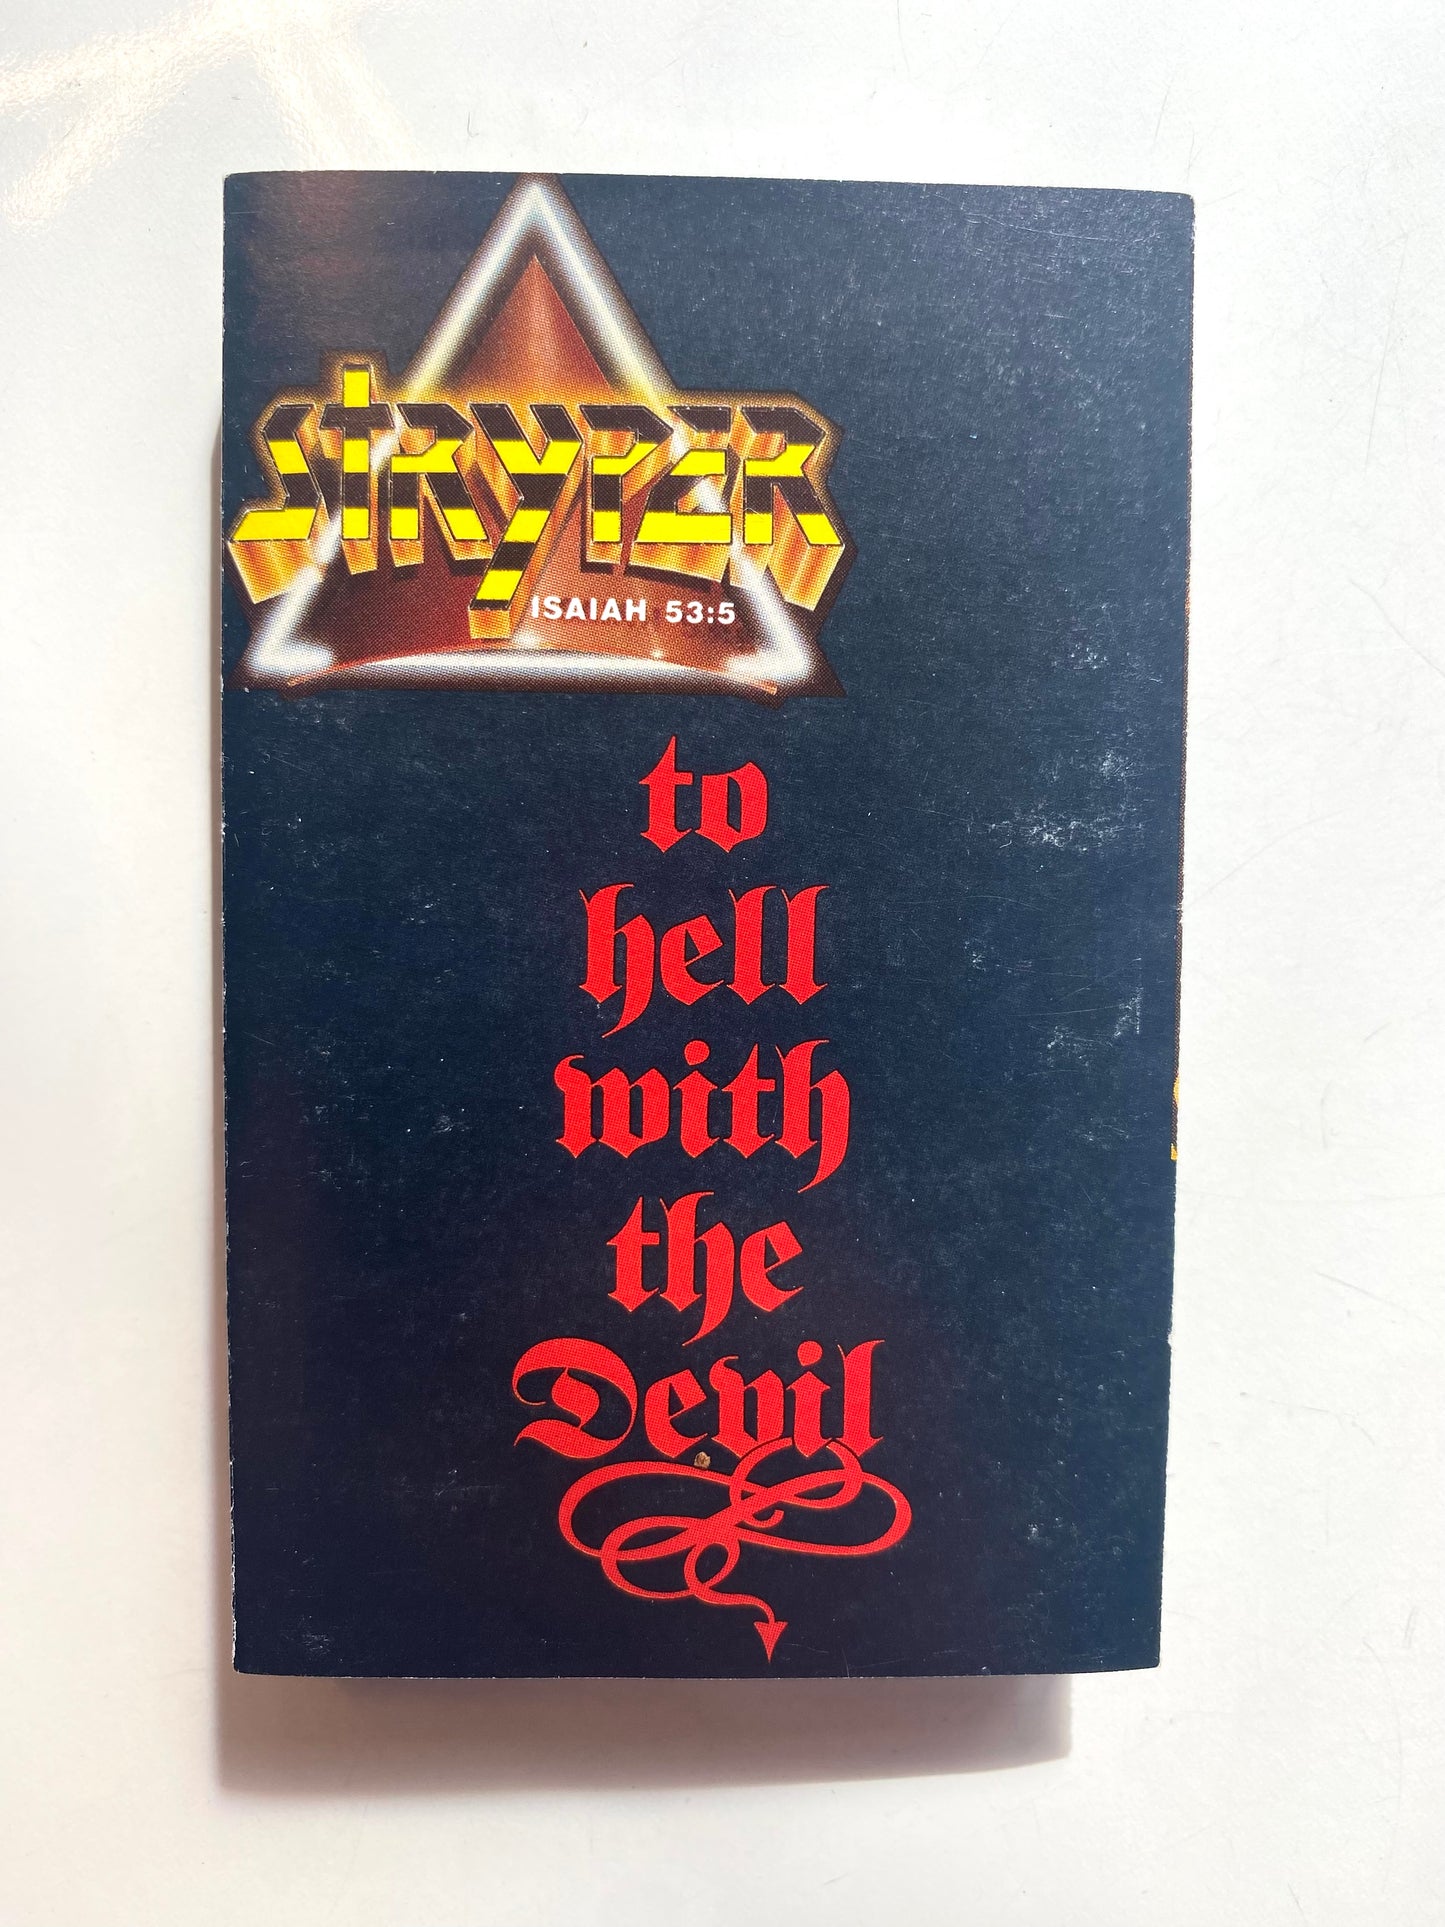 STRYPER
ISAIAH 53:5
to
hell
with
the
Devil